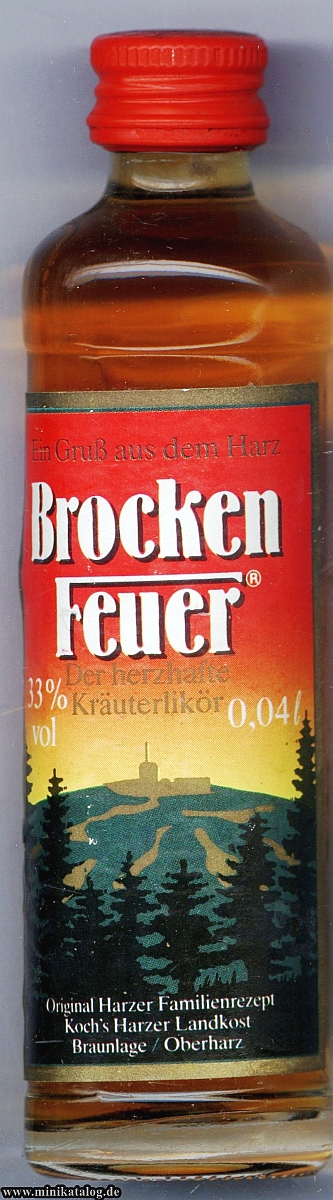 Ein Gruß aus dem Harz
Brocken
Feuer®
Der herzhafte
33% Kräuterlikör 0,04l
vol
Original Harzer Familienrezept
Koch's Harzer Landkost
Braunlage / Oberharz
www.minikatalog.de